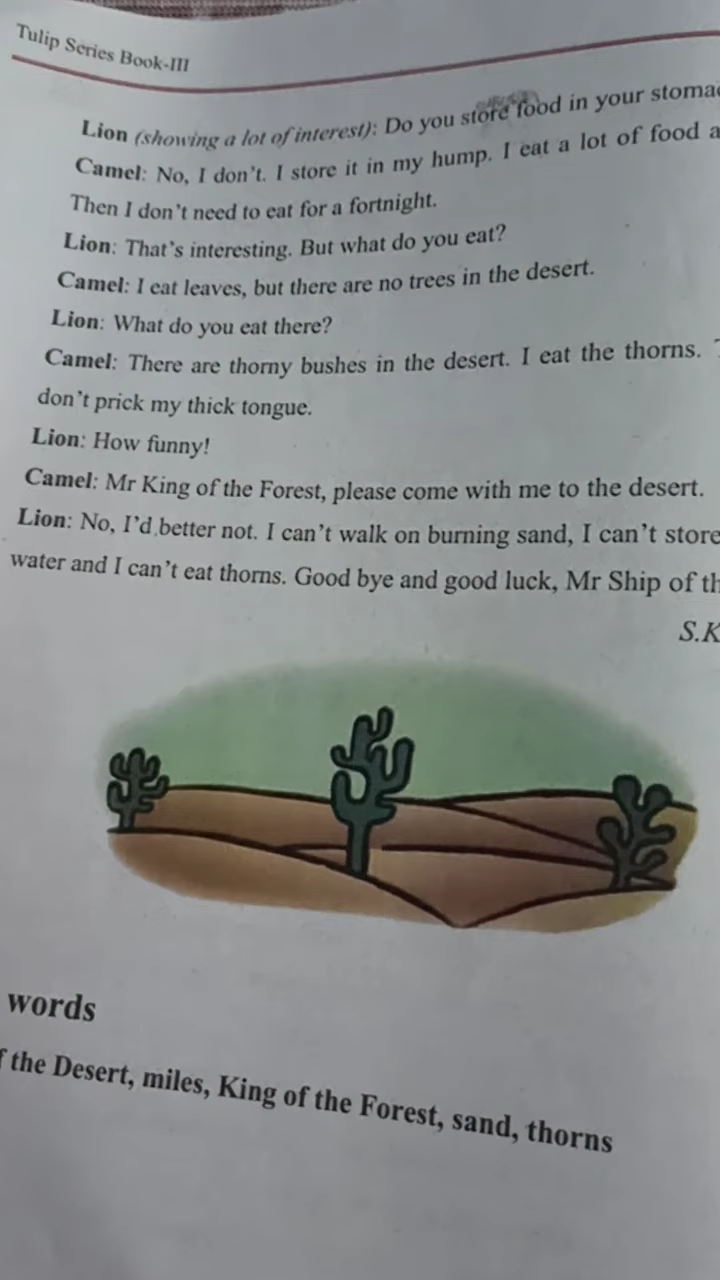 Tulip Series Book-III
Lion (showing a lot of interest): Do you store food in your
Camel: No, I don't. I store it in my hump. I eat a lot of food
Then I don't need to eat for a fortnight.
Lion: That's interesting. But what do you eat?
Camel: I eat leaves, but there are no trees in the desert.
Lion: What do you eat there?
Camel: There are thorny bushes in the desert. I eat the thorns.
don't prick my thick tongue.
Lion: How funny!
Camel: Mr King of the Forest, please come with me to the desert.
Lion: No, I'd better not. I can't walk on burning sand, I can't store
water and I can't eat thorns. Good bye and good luck, Mr Ship of
S.K
words
the Desert, miles, King of the Forest, sand, thorns